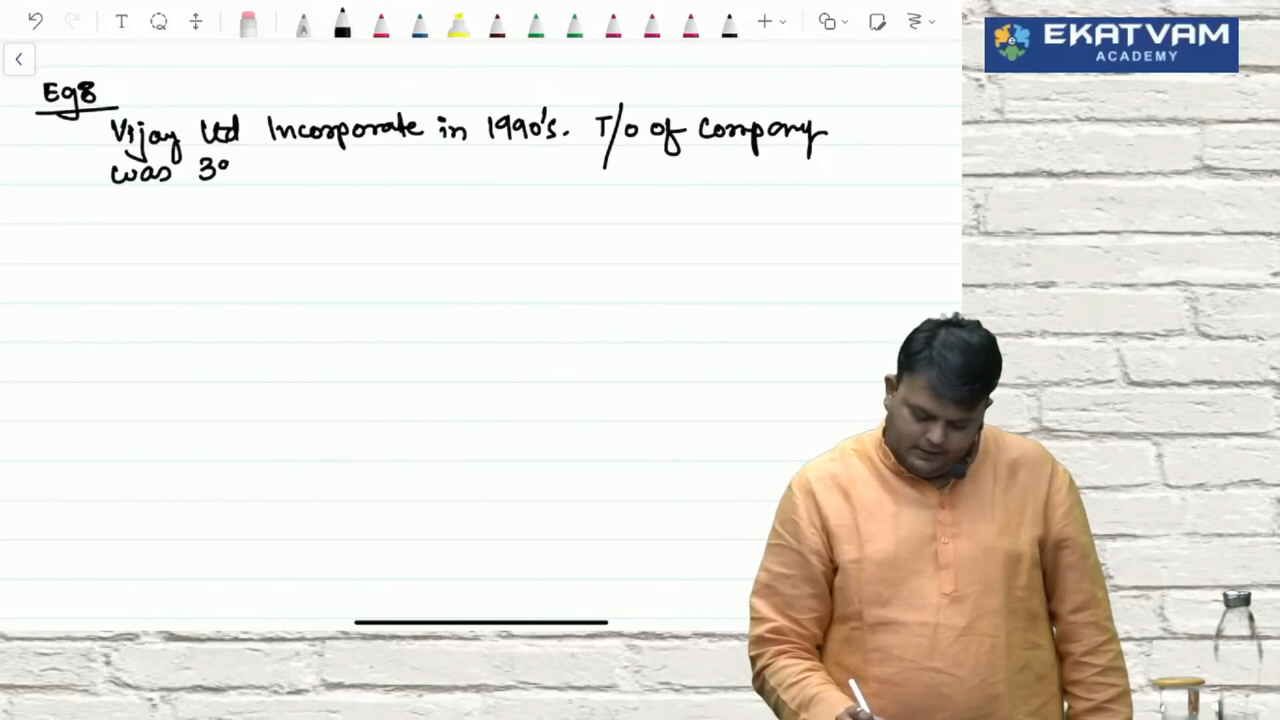 EKATVAM
ACADEMY
Eg8
Vijay Ltd Incorporate in 1990's. T/o of Company
was 30